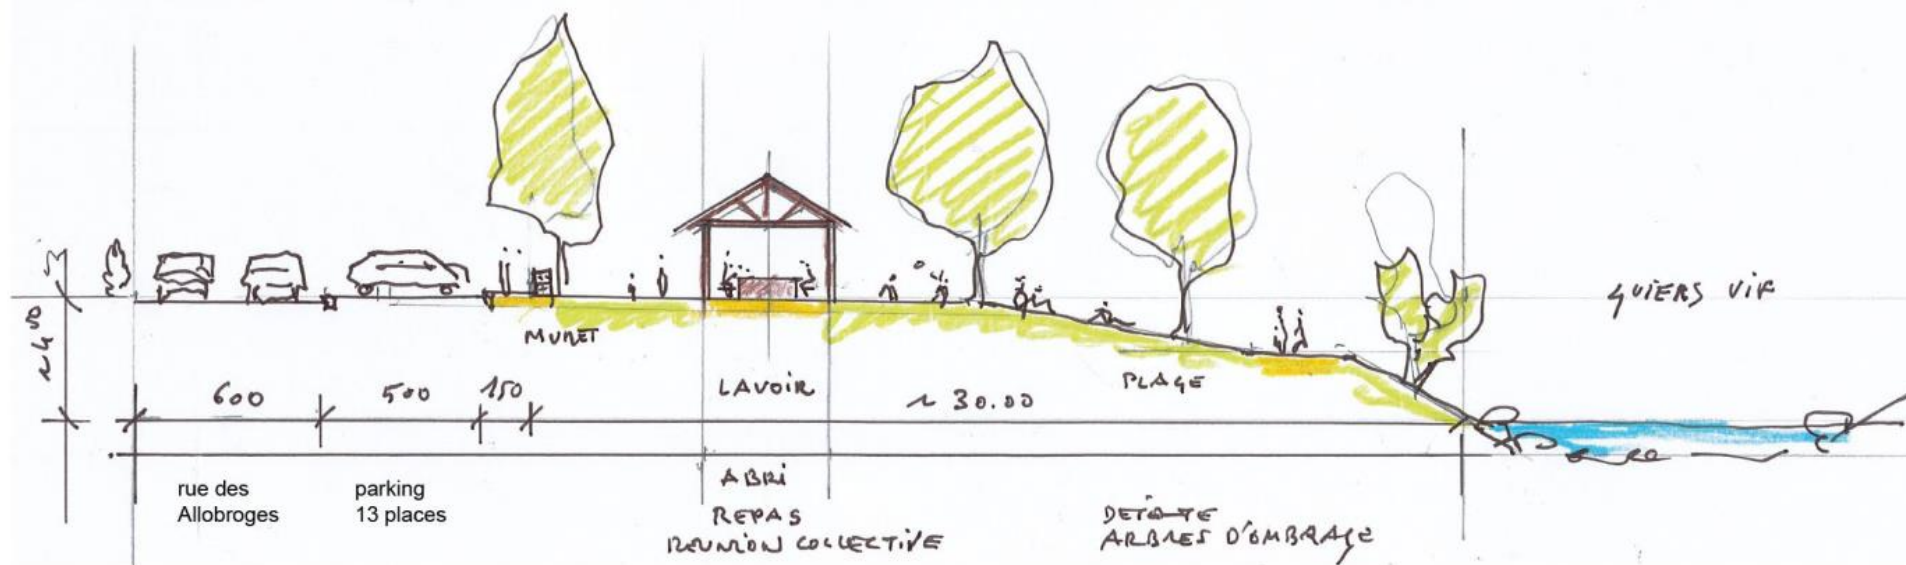 GUIERS VIF
~ 4 50
MURET
600
500
150
LAVOIR
~ 30.00
PLAGE
rue des
Allobroges
parking
13 places
ABRI
REPAS
REUNION COLLECTIVE
DETENTE
ARBRES D'OMBRAGE